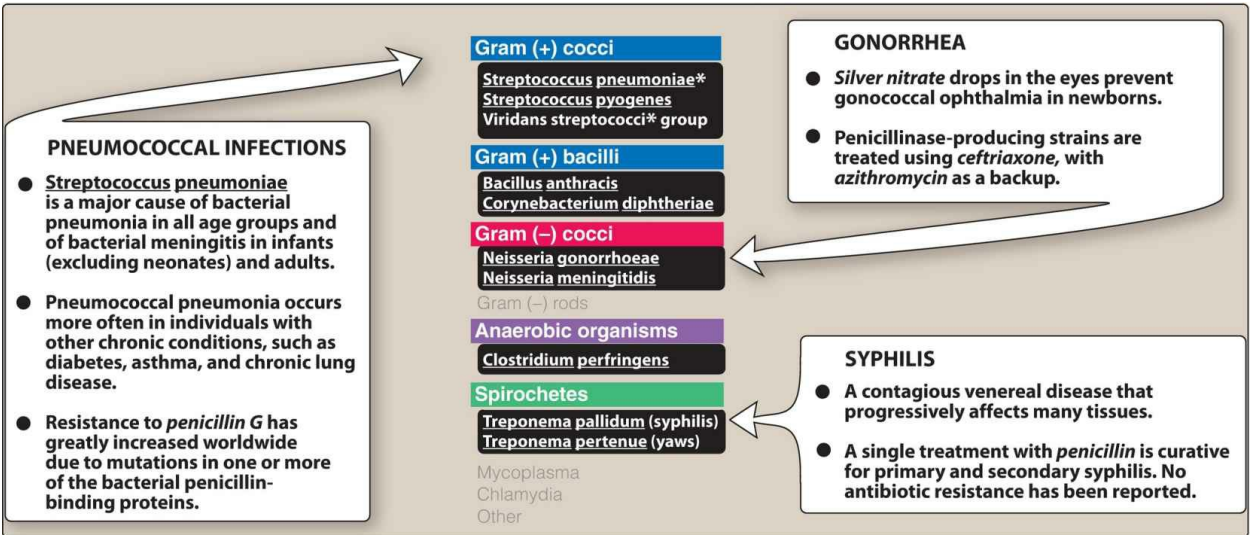 PNEUMOCOCCAL INFECTIONS
● Streptococcus pneumoniae
is a major cause of bacterial
pneumonia in all age groups and
of bacterial meningitis in infants
(excluding neonates) and adults.
● Pneumococcal pneumonia occurs
more often in individuals with
other chronic conditions, such as
diabetes, asthma, and chronic lung
disease.
● Resistance to penicillin G has
greatly increased worldwide
due to mutations in one or more
of the bacterial penicillin-
binding proteins.
Gram (+) cocci
Streptococcus pneumoniae*
Streptococcus pyogenes
Viridans streptococci* group
Gram (+) bacilli
Bacillus anthracis
Corynebacterium diphtheriae
Gram (–) cocci
Neisseria gonorrhoeae
Neisseria meningitidis
Gram (–) rods
Anaerobic organisms
Clostridium perfringens
Spirochetes
Treponema pallidum (syphilis)
Treponema pertenue (yaws)
Mycoplasma
Chlamydia
Other
GONORRHEA
● Silver nitrate drops in the eyes prevent
gonococcal ophthalmia in newborns.
● Penicillinase-producing strains are
treated using ceftriaxone, with
azithromycin as a backup.
SYPHILIS
● A contagious venereal disease that
progressively affects many tissues.
● A single treatment with penicillin is curative
for primary and secondary syphilis. No
antibiotic resistance has been reported.